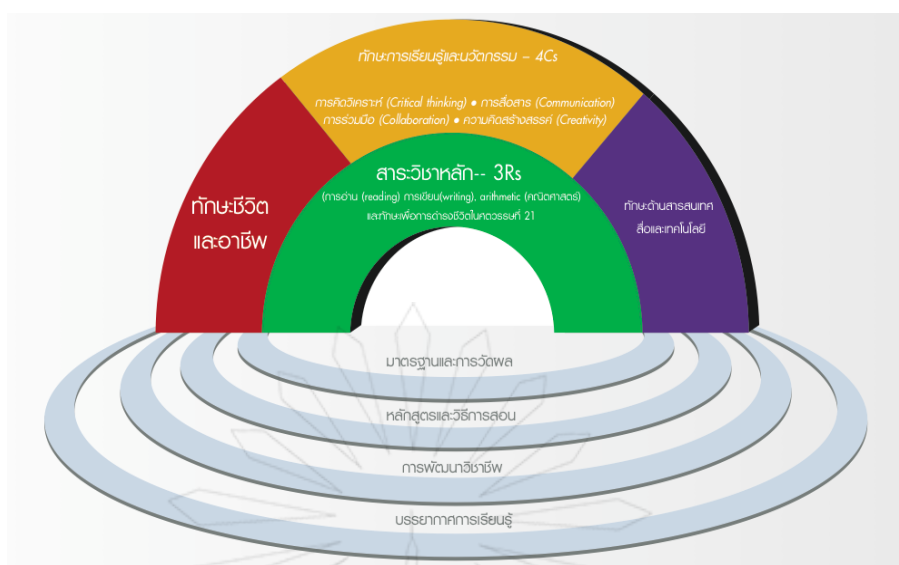 ทักษะการเรียนรู้และนวัตกรรม – 4Cs
การคิดวิเคราะห์ (Critical thinking) • การสื่อสาร (Communication)
การร่วมมือ (Collaboration) • ความคิดสร้างสรรค์ (Creativity)
สาระวิชาหลัก-- 3Rs
(การอ่าน (reading) การเขียน(writing), arithmetic (คณิตศาสตร์)
และทักษะเพื่อการดำรงชีวิตในศตวรรษที่ 21
ทักษะชีวิต
และอาชีพ
ทักษะด้านสารสนเทศ
สื่อและเทคโนโลยี
มาตรฐานและการวัดผล
หลักสูตรและวิธีการสอน
การพัฒนาวิชาชีพ
บรรยากาศการเรียนรู้